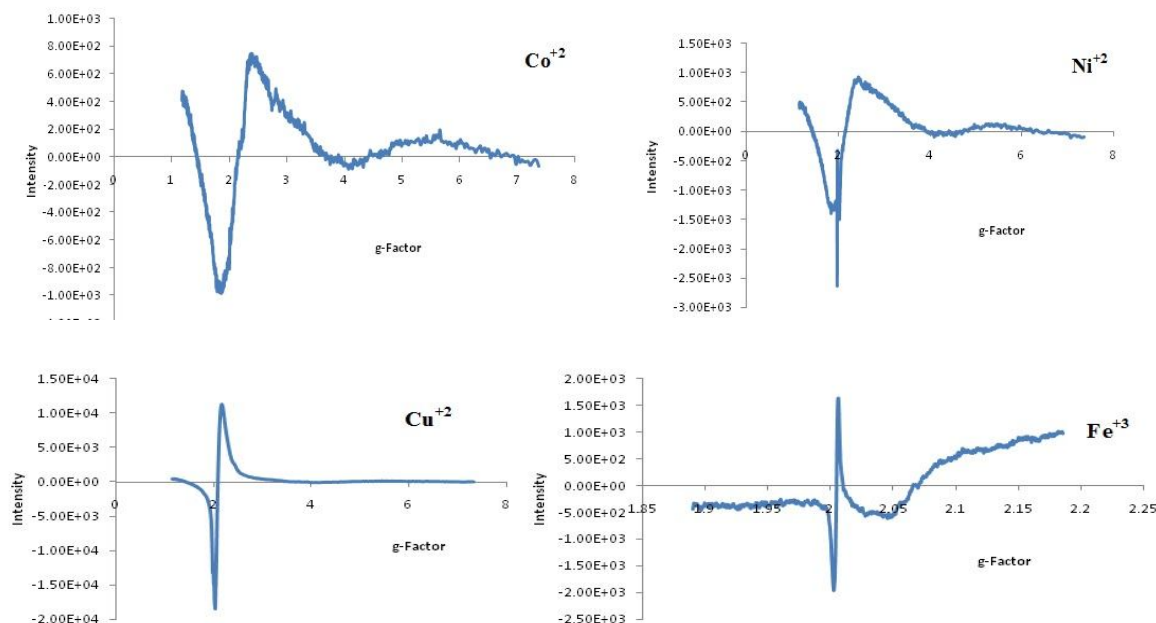 1.00E+03
8.00E+02
6.00E+02
4.00E+02
2.00E+02
0.00E+00
-2.00E+02
-4.00E+02
-6.00E+02
-8.00E+02
-1.00E+03
0 1 2 3 4 5 6 7 8
Intensity
g-Factor
Co+2
1.50E+03
1.00E+03
5.00E+02
0.00E+00
-5.00E+02
-1.00E+03
-1.50E+03
-2.00E+03
-2.50E+03
-3.00E+03
0 2 4 6 8
Intensity
g-Factor
Ni+2
1.50E+04
1.00E+04
5.00E+03
0.00E+00
-5.00E+03
-1.00E+04
-1.50E+04
-2.00E+04
0 2 4 6 8
Intensity
g-Factor
Cu+2
2.00E+03
1.50E+03
1.00E+03
5.00E+02
0.00E+00
-5.00E+02
-1.00E+03
-1.50E+03
-2.00E+03
-2.50E+03
1.85 1.9 1.95 2 2.05 2.1 2.15 2.2 2.25
Intensity
g-Factor
Fe+3